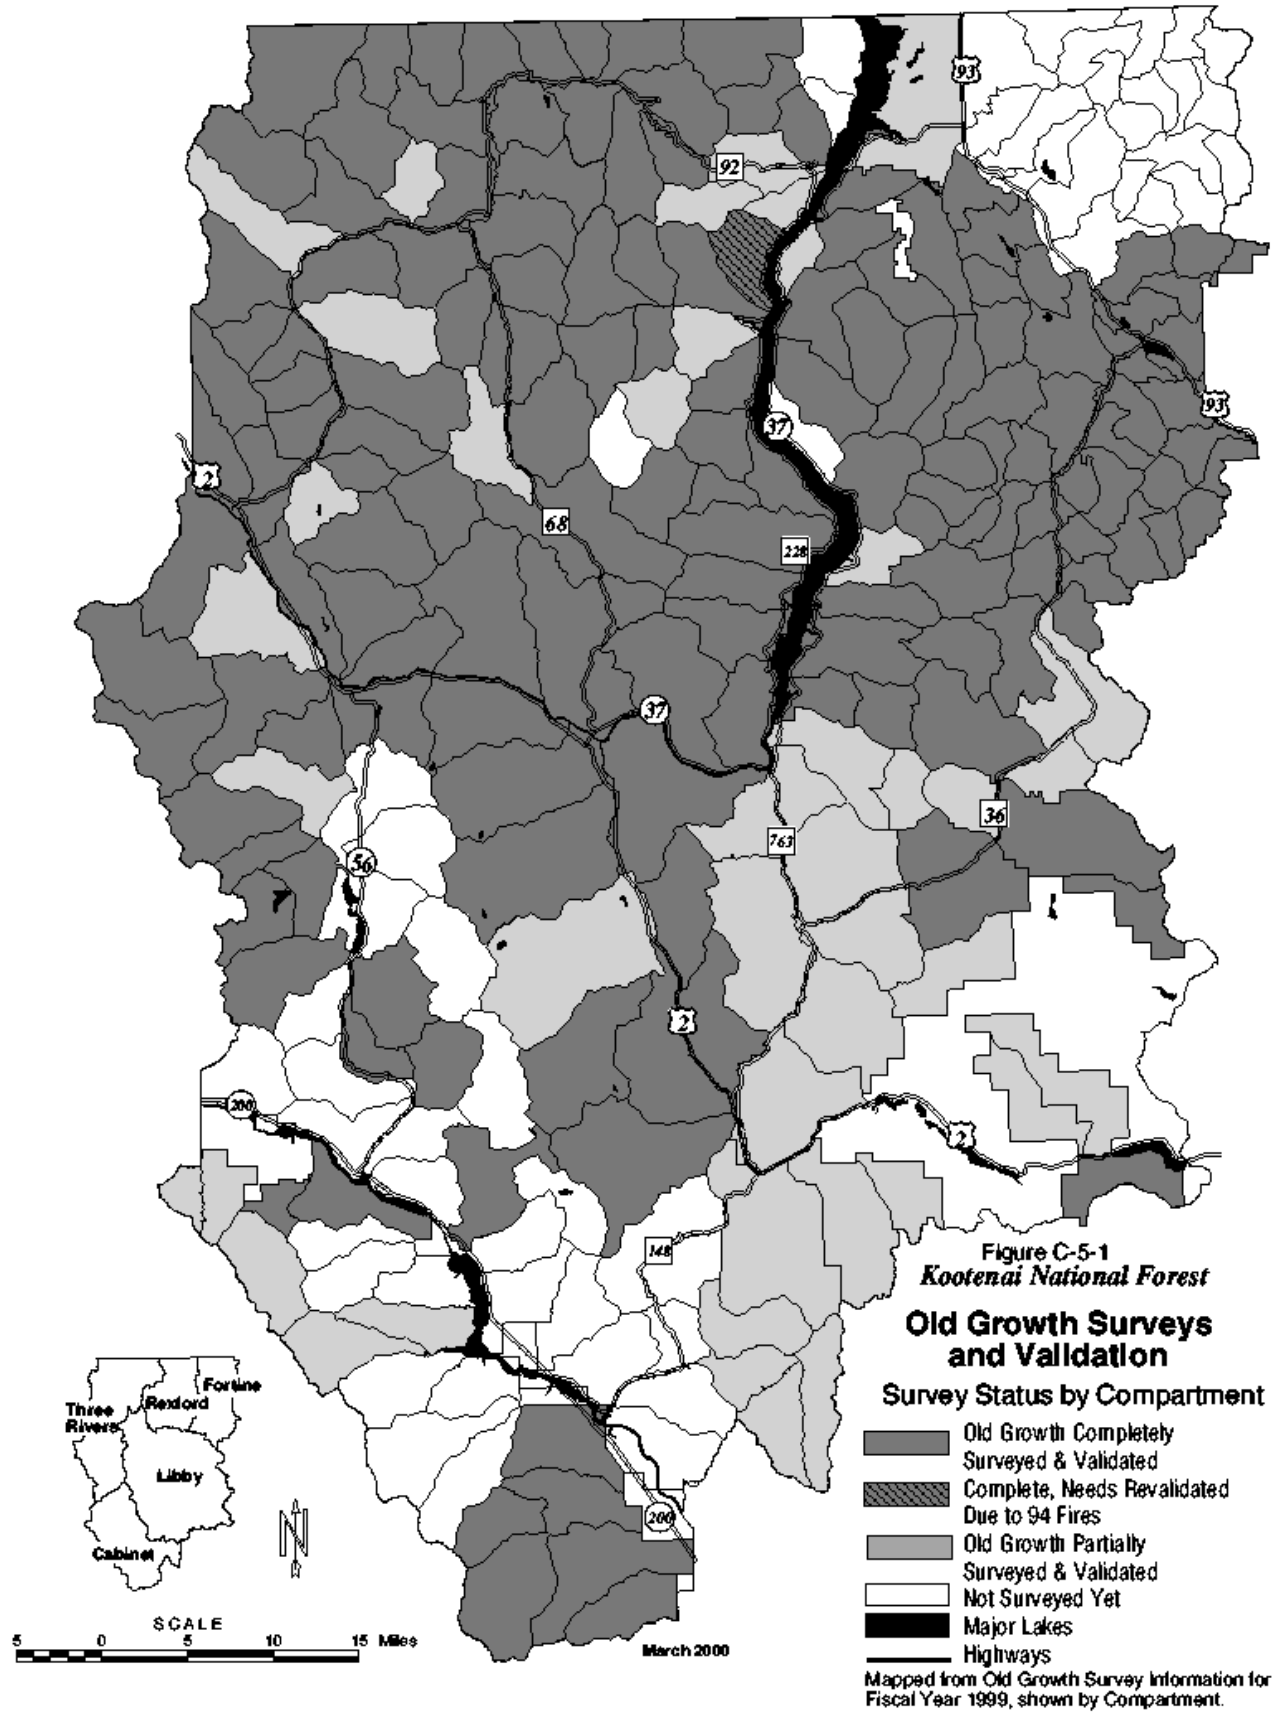 93
92
93
37
2
68
228
37
36
763
56
2
200
2
148
Figure C-5-1
Kootenai National Forest
Old Growth Surveys
and Validation
Survey Status by Compartment
Old Growth Completely
Surveyed & Validated
Complete, Needs Revalidated
Due to 94 Fires
Old Growth Partially
Surveyed & Validated
Not Surveyed Yet
Major Lakes
Highways
Mapped from Old Growth Survey Information for
Fiscal Year 1999, shown by Compartment.
Fortine
Rexford
Three
Rivers
Libby
Cabinet
N
200
SCALE
5 0 5 10 15 Miles
March 2000